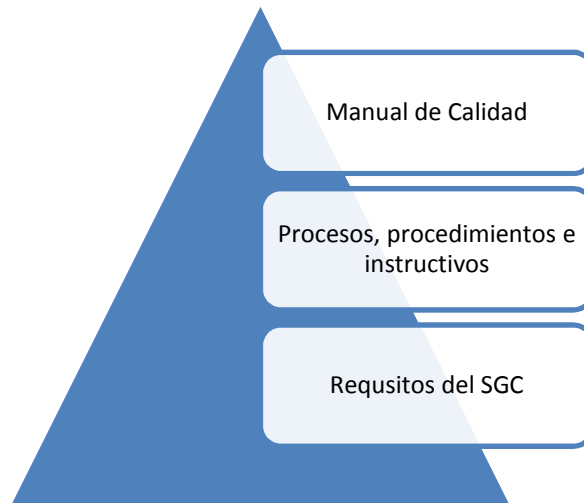 Manual de Calidad
Procesos, procedimientos e
instructivos
Requsitos del SGC